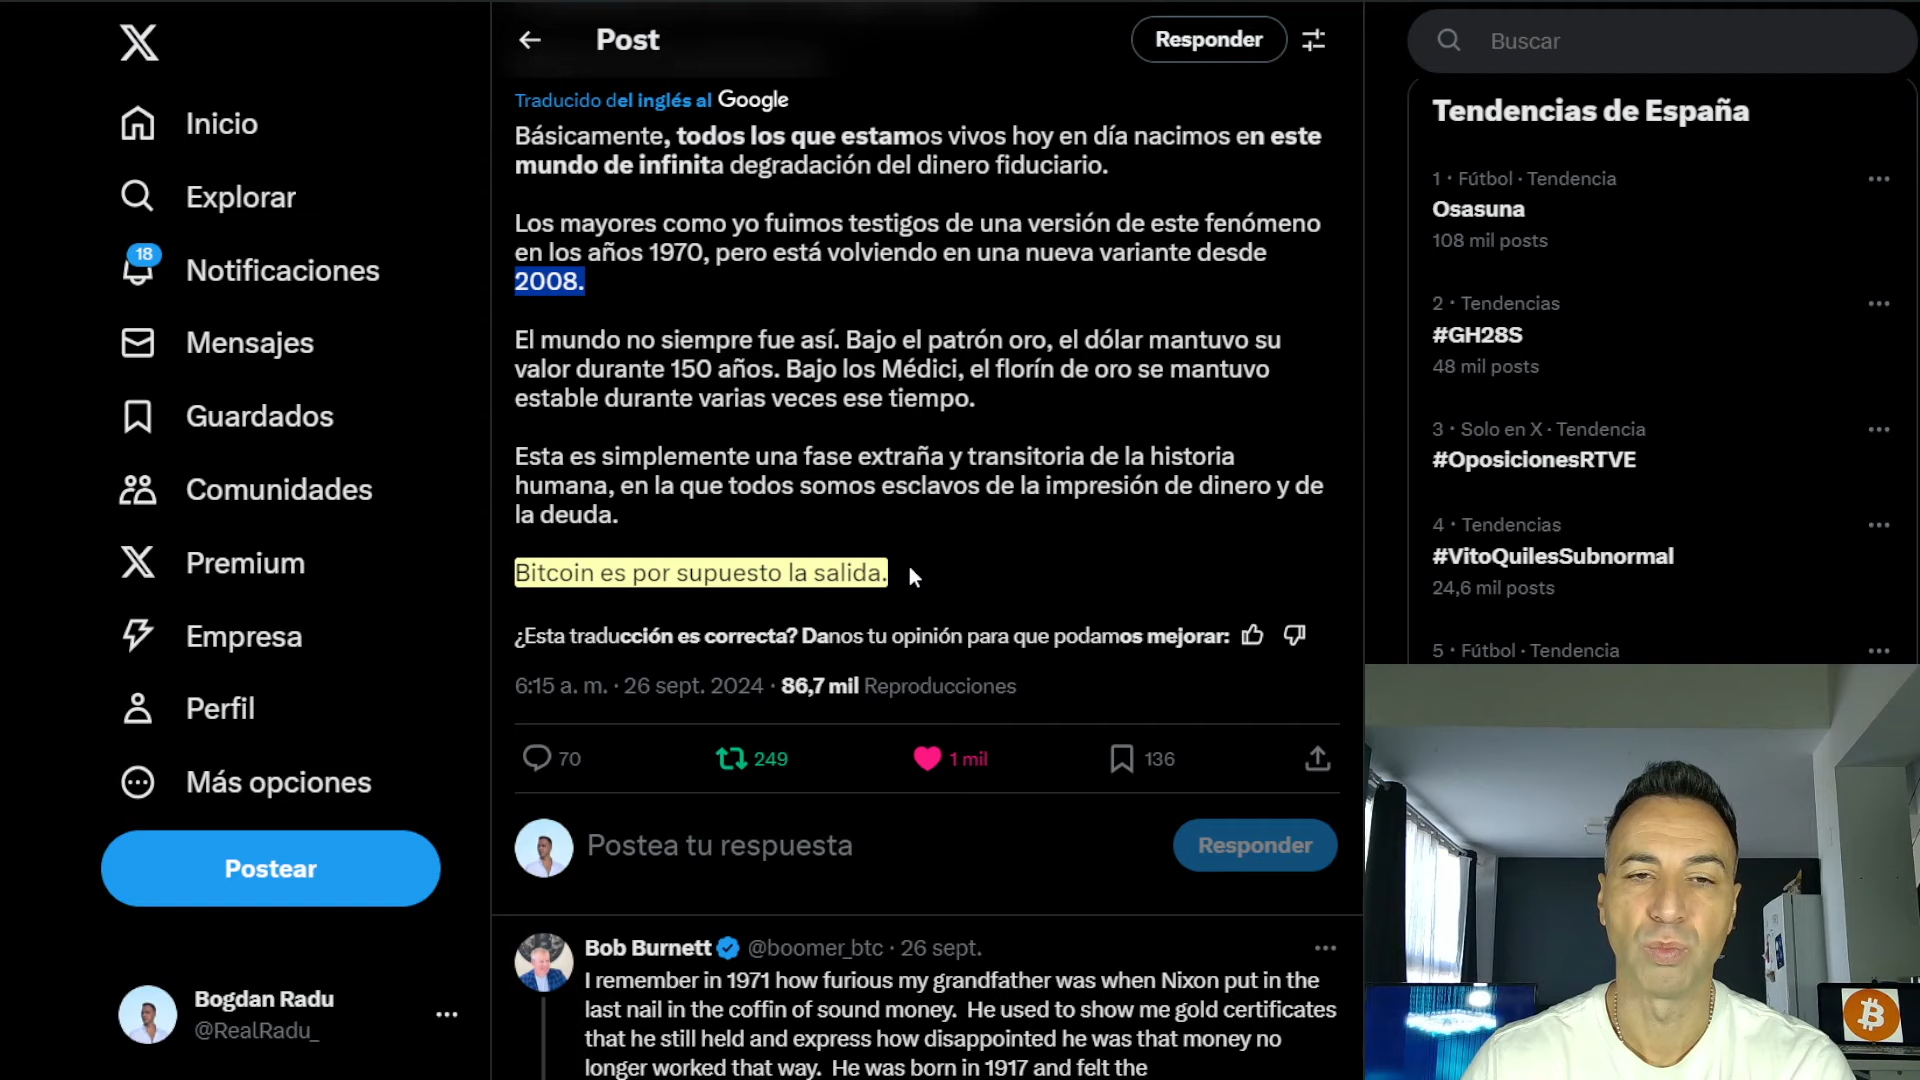 Post
Responder
Inicio
Explorar
18
Notificaciones
Mensajes
Guardados
Comunidades
Premium
Empresa
Perfil
Más opciones
Postear
Bogdan Radu
@RealRadu_
Traducido del inglés al Google
Básicamente, todos los que estamos vivos hoy en día nacimos en este
mundo de infinita degradación del dinero fiduciario.
Los mayores como yo fuimos testigos de una versión de este fenómeno
en los años 1970, pero está volviendo en una nueva variante desde
2008.
El mundo no siempre fue así. Bajo el patrón oro, el dólar mantuvo su
valor durante 150 años. Bajo los Médici, el florín de oro se mantuvo
estable durante varias veces ese tiempo.
Esta es simplemente una fase extraña y transitoria de la historia
humana, en la que todos somos esclavos de la impresión de dinero y de
la deuda.
Bitcoin es por supuesto la salida.
¿Esta traducción es correcta? Danos tu opinión para que podamos mejorar:
6:15 a. m. · 26 sept. 2024 · 86,7 mil Reproducciones
70
249
1 mil
136
Postea tu respuesta
Responder
Bob Burnett @boomer_btc · 26 sept.
I remember in 1971 how furious my grandfather was when Nixon put in the
last nail in the coffin of sound money. He used to show me gold certificates
that he still held and express how disappointed he was that money no
longer worked that way. He was born in 1917 and felt the
Buscar
Tendencias de España
1 · Fútbol · Tendencia
Osasuna
108 mil posts
2 · Tendencias
#GH28S
48 mil posts
3 · Solo en X · Tendencia
#OposicionesRTVE
4 · Tendencias
#VitoQuilesSubnormal
24,6 mil posts
5 · Fútbol · Tendencia